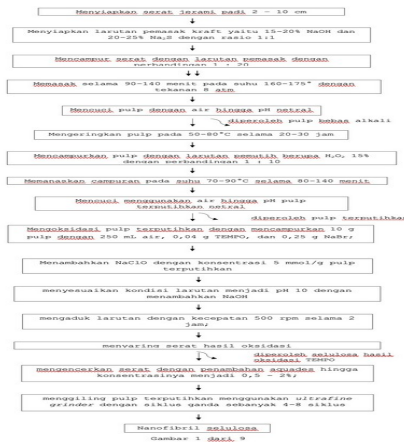 Menyiapkan serat jerami padi 2 – 10 cm
Menyiapkan larutan pemasak kraft yaitu 15-20% NaOH dan
20-25% Na₂S dengan rasio 1:1
Mencampur serat dengan larutan pemasak dengan
perbandingan 1 : 20
Memasak selama 90-140 menit pada suhu 160-175° dengan
tekanan 8 atm
Mencuci pulp dengan air hingga pH netral
diperoleh pulp bebas alkali
Mengeringkan pulp pada 50-80°C selama 20-30 jam
Mencampurkan pulp dengan larutan pemutih berupa H₂O₂ 15%
dengan perbandingan 1 : 10
Memanaskan campuran pada suhu 70-90°C selama 80-140 menit
Mencuci menggunakan air hingga pH pulp
terputihkan netral
diperoleh pulp terputihkan
Mengoksidasi pulp terputihkan dengan mencampurkan 10 g
pulp dengan 250 mL air, 0,04 g TEMPO, dan 0,25 g NaBr;
Menambahkan NaClO dengan konsentrasi 5 mmol/g pulp
terputihkan
menyesuaikan kondisi larutan menjadi pH 10 dengan
menambahkan NaOH
mengaduk larutan dengan kecepatan 500 rpm selama 2
jam;
menyaring serat hasil oksidasi
diperoleh selulosa hasil
oksidasi TEMPO
mengencerkan serat dengan penambahan aquades hingga
konsentrasinya menjadi 0,5 – 2%;
menggiling pulp terputihkan menggunakan ultrafine
grinder dengan siklus ganda sebanyak 4-8 siklus
Nanofibril selulosa
Gambar 1 dari 9